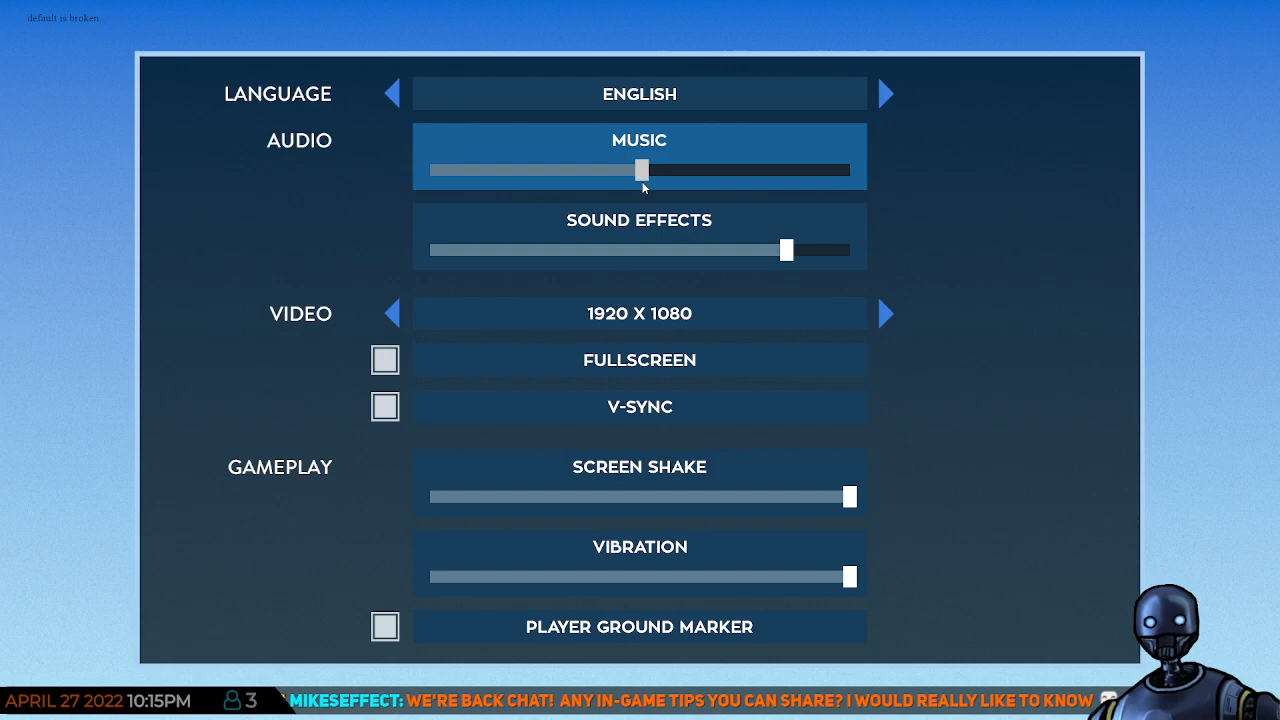 default is broken
LANGUAGE
ENGLISH
AUDIO
MUSIC
SOUND EFFECTS
VIDEO
1920 X 1080
FULLSCREEN
V-SYNC
GAMEPLAY
SCREEN SHAKE
VIBRATION
PLAYER GROUND MARKER
APRIL 27 2022 10:15PM 3 MIKESEFFECT: WE'RE BACK CHAT! ANY IN-GAME TIPS YOU CAN SHARE? I WOULD REALLY LIKE TO KNOW